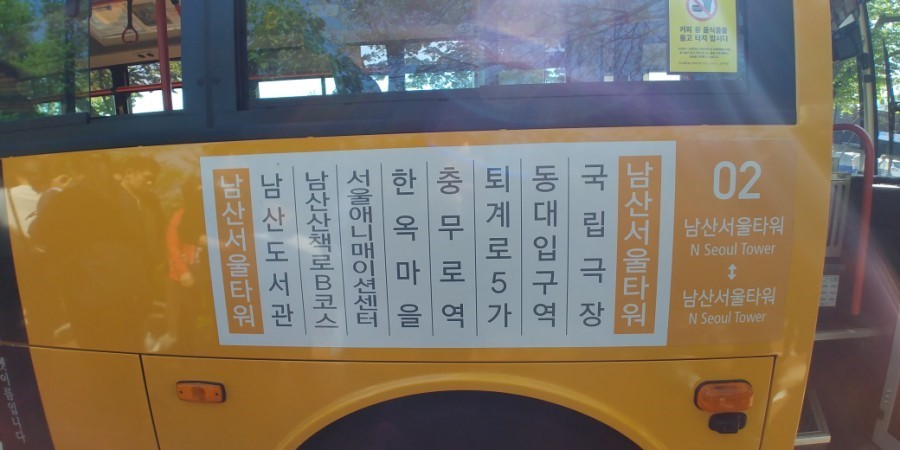 커피 등 음식물을
들고 타지 맙시다
남산서울타워
남산도서관
남산산책로B코스
서울애니매이션센터
한옥마을
충무로역
퇴계로5가
동대입구역
국립극장
남산서울타워
02
남산서울타워
N Seoul Tower
↕
남산서울타워
N Seoul Tower